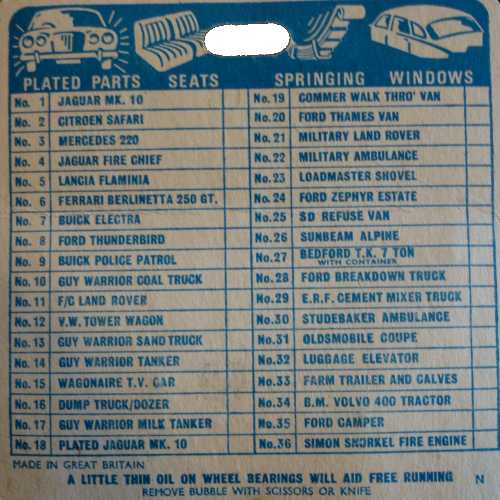 PLATED PARTS SEATS SPRINGING WINDOWS
No. 1 JAGUAR MK. 10
No. 2 CITROEN SAFARI
No. 3 MERCEDES 220
No. 4 JAGUAR FIRE CHIEF
No. 5 LANCIA FLAMINIA
No. 6 FERRARI BERLINETTA 250 GT.
No. 7 BUICK ELECTRA
No. 8 FORD THUNDERBIRD
No. 9 BUICK POLICE PATROL
No. 10 GUY WARRIOR COAL TRUCK
No. 11 F/C LAND ROVER
No. 12 V.W. TOWER WAGON
No. 13 GUY WARRIOR SAND TRUCK
No. 14 GUY WARRIOR TANKER
No. 15 WAGONAIRE T.V. CAR
No. 16 DUMP TRUCK/DOZER
No. 17 GUY WARRIOR MILK TANKER
No. 18 PLATED JAGUAR MK. 10
No. 19 COMMER WALK THRO' VAN
No. 20 FORD THAMES VAN
No. 21 MILITARY LAND ROVER
No. 22 MILITARY AMBULANCE
No. 23 LOADMASTER SHOVEL
No. 24 FORD ZEPHYR ESTATE
No. 25 SD REFUSE VAN
No. 26 SUNBEAM ALPINE
No. 27 BEDFORD T.K. 7 TON
WITH CONTAINER
No. 28 FORD BREAKDOWN TRUCK
No. 29 E.R.F. CEMENT MIXER TRUCK
No. 30 STUDEBAKER AMBULANCE
No. 31 OLDSMOBILE COUPE
No. 32 LUGGAGE ELEVATOR
No. 33 FARM TRAILER AND CALVES
No. 34 B.M. VOLVO 400 TRACTOR
No. 35 FORD CAMPER
No. 36 SIMON SNORKEL FIRE ENGINE
MADE IN GREAT BRITAIN
A LITTLE THIN OIL ON WHEEL BEARINGS WILL AID FREE RUNNING N
REMOVE BUBBLE WITH SCISSORS OR KNIFE